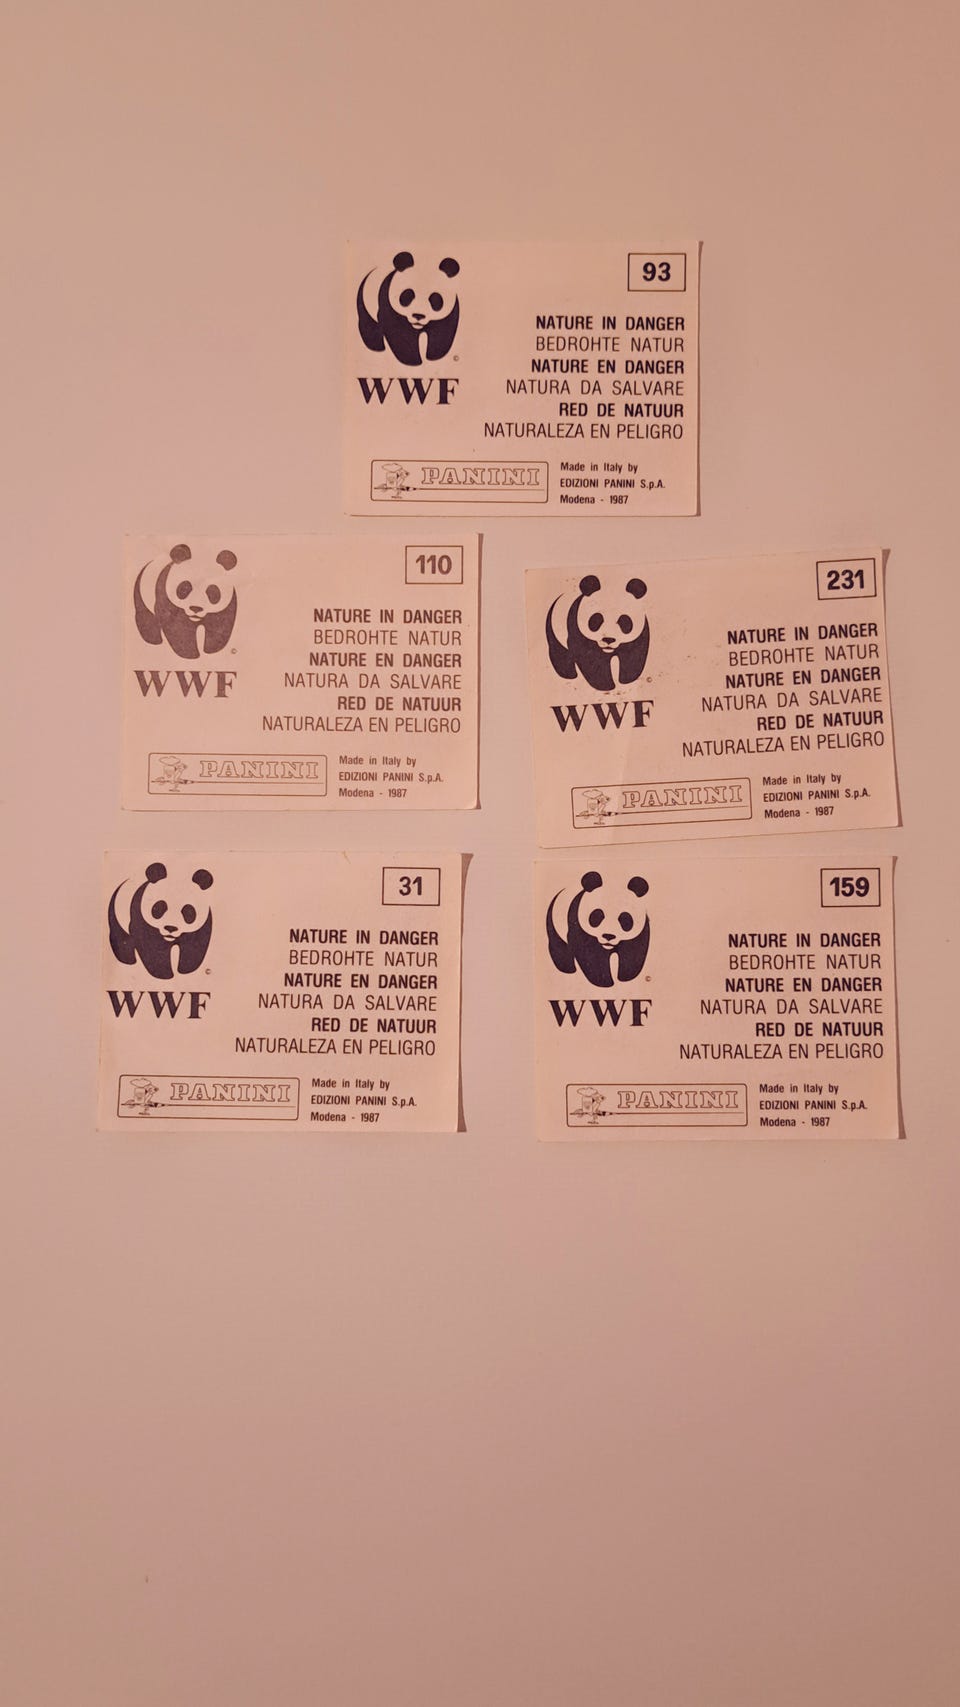 93
NATURE IN DANGER
BEDROHTE NATUR
NATURE EN DANGER
NATURA DA SALVARE
RED DE NATUUR
NATURALEZA EN PELIGRO
©
WWF
PANINI
Made in Italy by
EDIZIONI PANINI S.p.A.
Modena - 1987
110
NATURE IN DANGER
BEDROHTE NATUR
NATURE EN DANGER
NATURA DA SALVARE
RED DE NATUUR
NATURALEZA EN PELIGRO
©
WWF
PANINI
Made in Italy by
EDIZIONI PANINI S.p.A.
Modena - 1987
231
NATURE IN DANGER
BEDROHTE NATUR
NATURE EN DANGER
NATURA DA SALVARE
RED DE NATUUR
NATURALEZA EN PELIGRO
©
WWF
PANINI
Made in Italy by
EDIZIONI PANINI S.p.A.
Modena - 1987
31
NATURE IN DANGER
BEDROHTE NATUR
NATURE EN DANGER
NATURA DA SALVARE
RED DE NATUUR
NATURALEZA EN PELIGRO
©
WWF
PANINI
Made in Italy by
EDIZIONI PANINI S.p.A.
Modena - 1987
159
NATURE IN DANGER
BEDROHTE NATUR
NATURE EN DANGER
NATURA DA SALVARE
RED DE NATUUR
NATURALEZA EN PELIGRO
©
WWF
PANINI
Made in Italy by
EDIZIONI PANINI S.p.A.
Modena - 1987